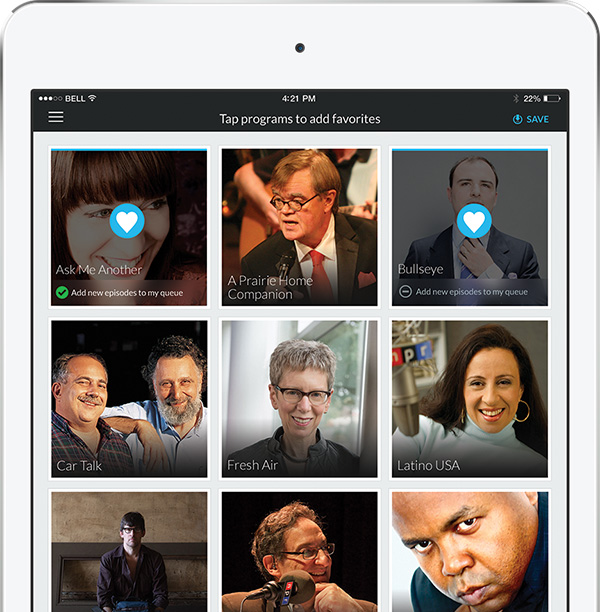 BELL
4:21 PM
22%
Tap programs to add favorites
SAVE
Ask Me Another
Add new episodes to my queue
A Prairie Home
Companion
Bullseye
Add new episodes to my queue
Car Talk
Fresh Air
npr
Latino USA
npr